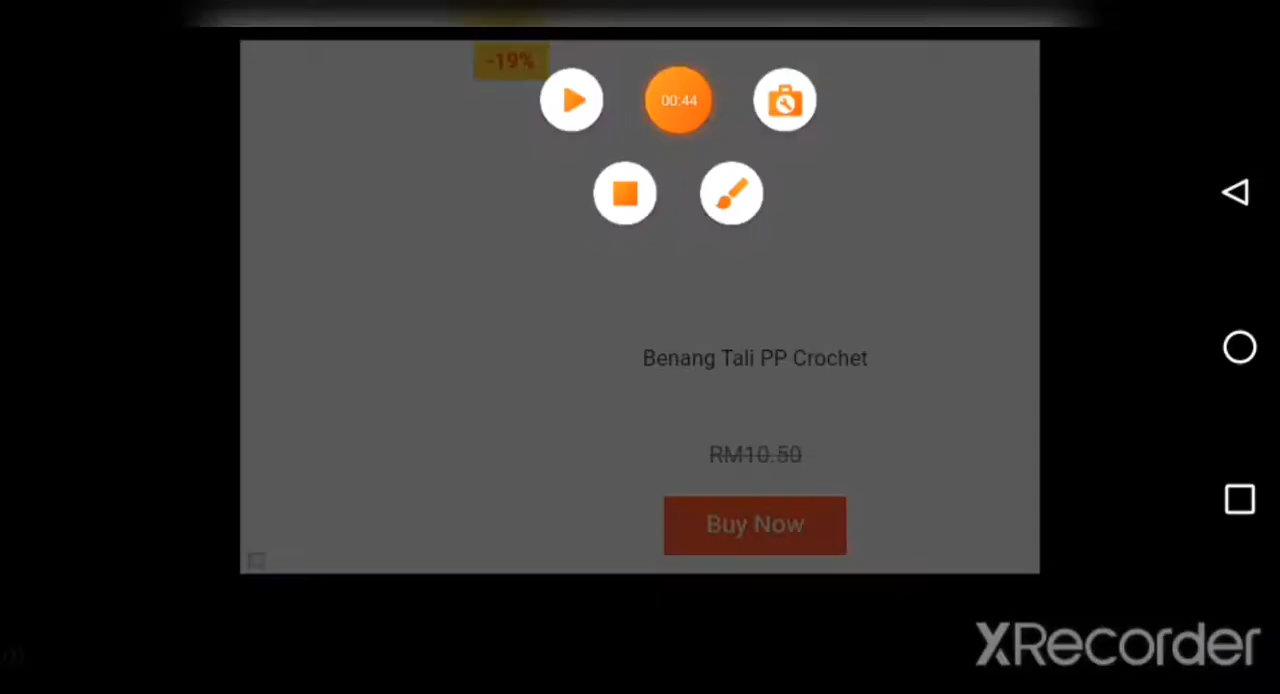 -19%
00:44
Benang Tali PP Crochet
RM10.50
Buy Now
XRecorder